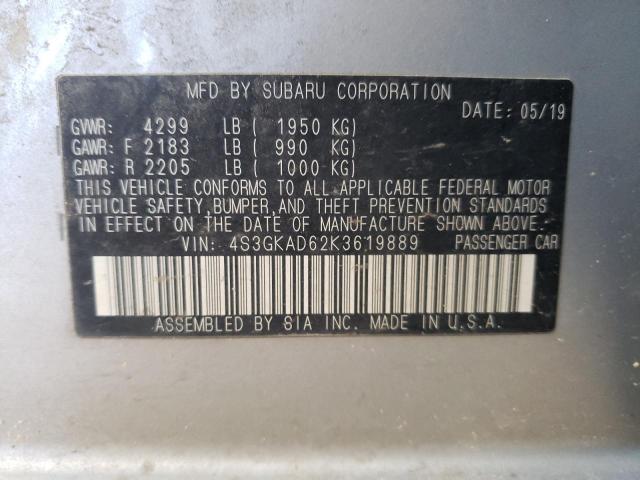 MFD BY SUBARU CORPORATION
DATE: 05/19
GVWR: 4299 LB ( 1950 KG)
GAWR: F 2183 LB ( 990 KG)
GAWR: R 2205 LB ( 1000 KG)
THIS VEHICLE CONFORMS TO ALL APPLICABLE FEDERAL MOTOR
VEHICLE SAFETY, BUMPER, AND THEFT PREVENTION STANDARDS
IN EFFECT ON THE DATE OF MANUFACTURE SHOWN ABOVE.
VIN: 4S3GKAD62K3619889 PASSENGER CAR
ASSEMBLED BY SIA INC. MADE IN U.S.A.